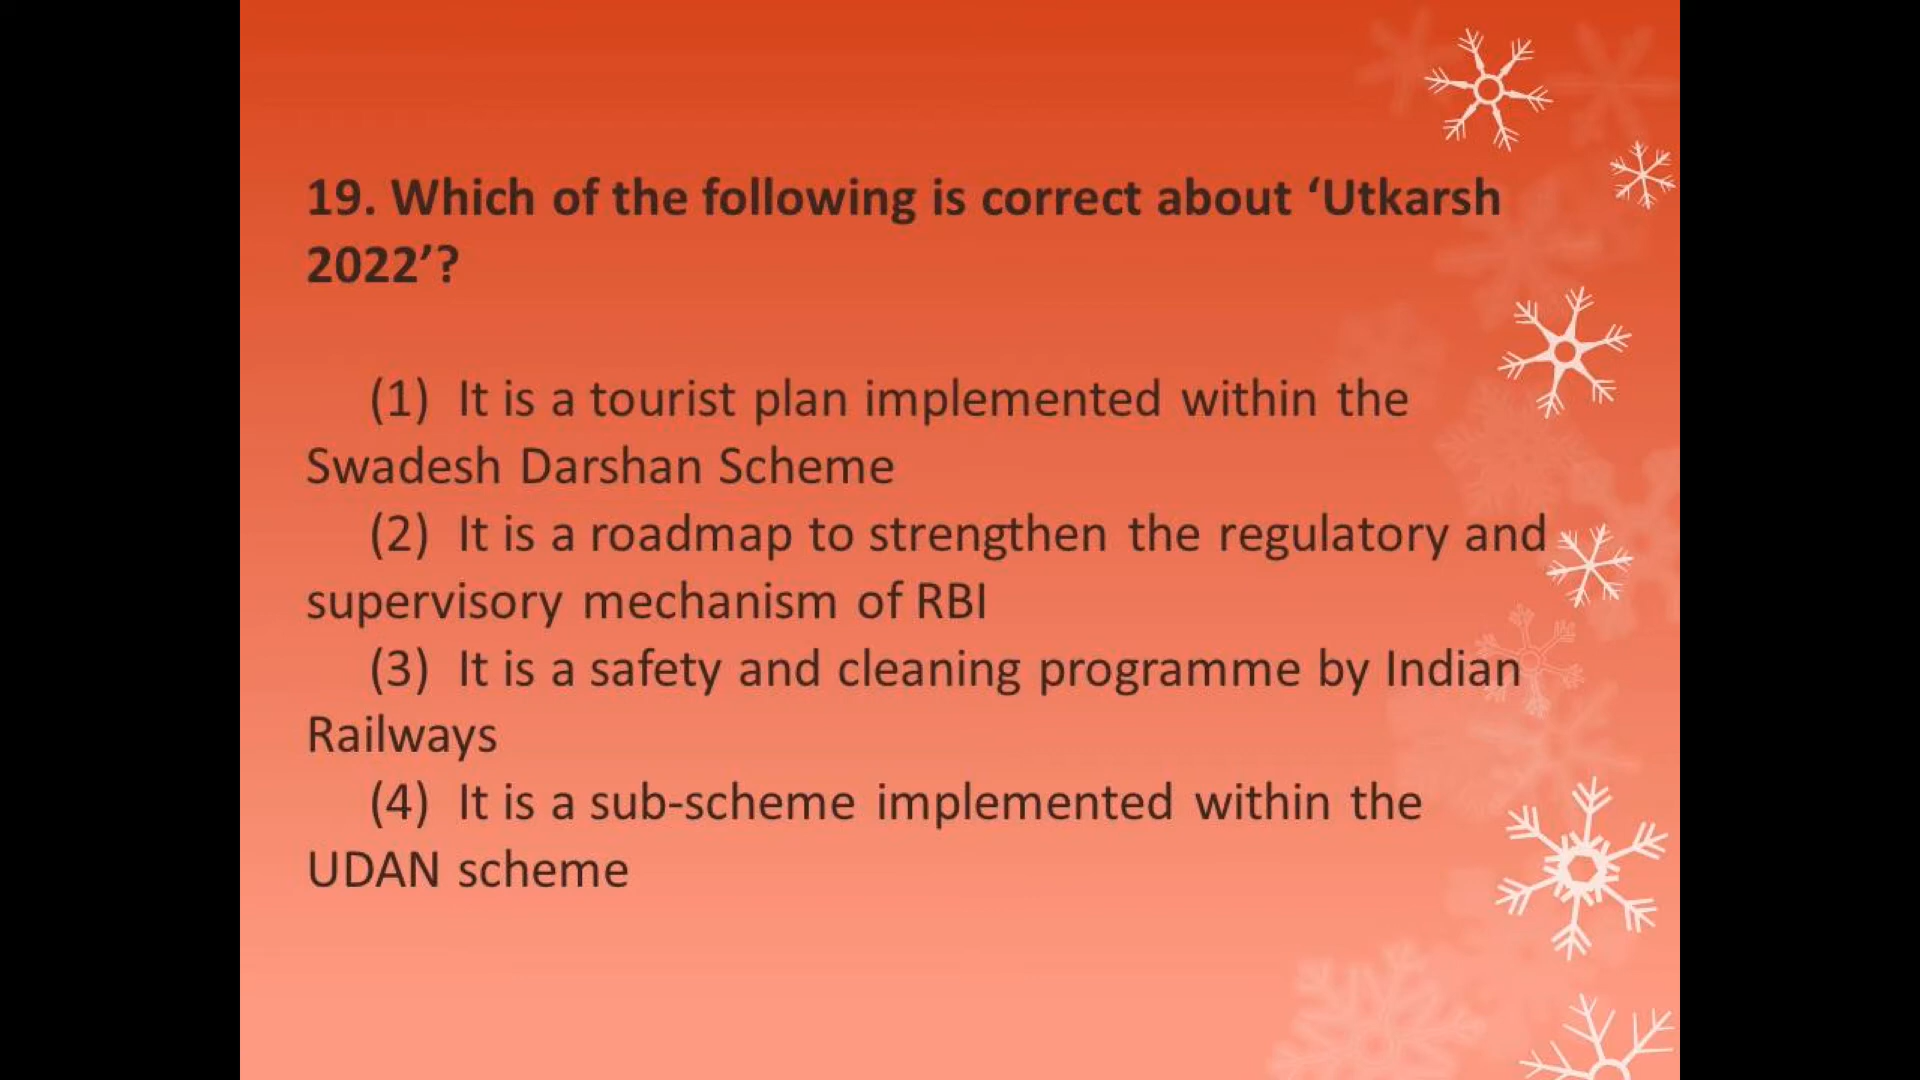 19. Which of the following is correct about ‘Utkarsh
2022’?
(1) It is a tourist plan implemented within the
Swadesh Darshan Scheme
(2) It is a roadmap to strengthen the regulatory and
supervisory mechanism of RBI
(3) It is a safety and cleaning programme by Indian
Railways
(4) It is a sub-scheme implemented within the
UDAN scheme